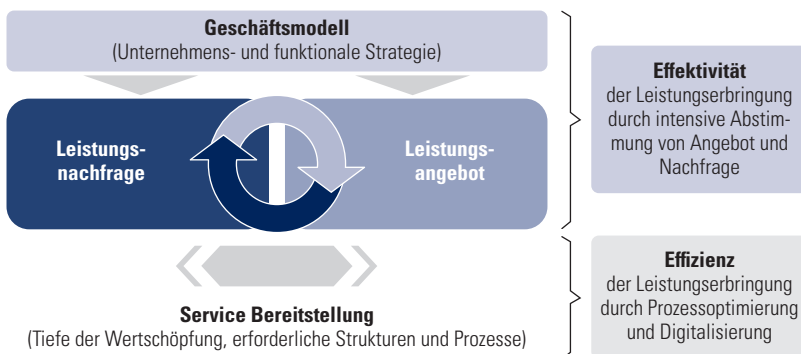 Geschäftsmodell
(Unternehmens- und funktionale Strategie)
Leistungs-
nachfrage
Leistungs-
angebot
Effektivität
der Leistungserbringung
durch intensive Abstim-
mung von Angebot und
Nachfrage
Service Bereitstellung
(Tiefe der Wertschöpfung, erforderliche Strukturen und Prozesse)
Effizienz
der Leistungserbringung
durch Prozessoptimierung
und Digitalisierung